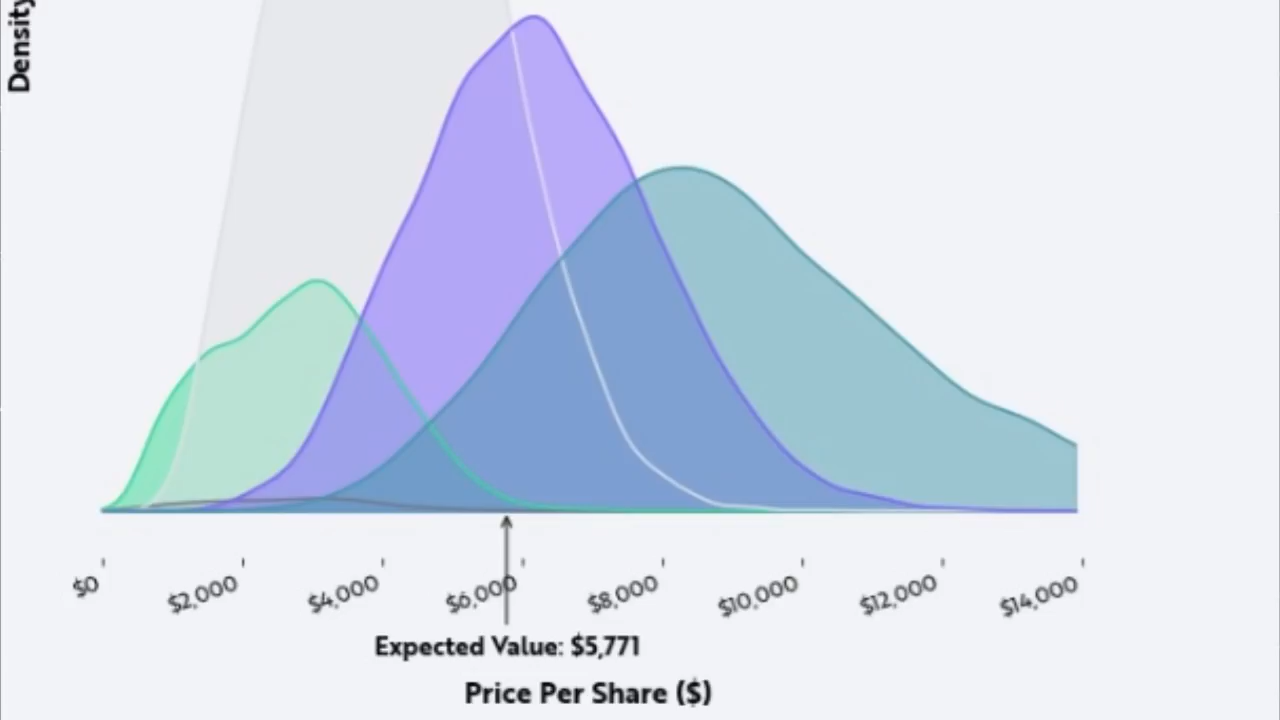 Density
$0
$2,000
$4,000
$6,000
$8,000
$10,000
$12,000
$14,000
Expected Value: $5,771
Price Per Share ($)